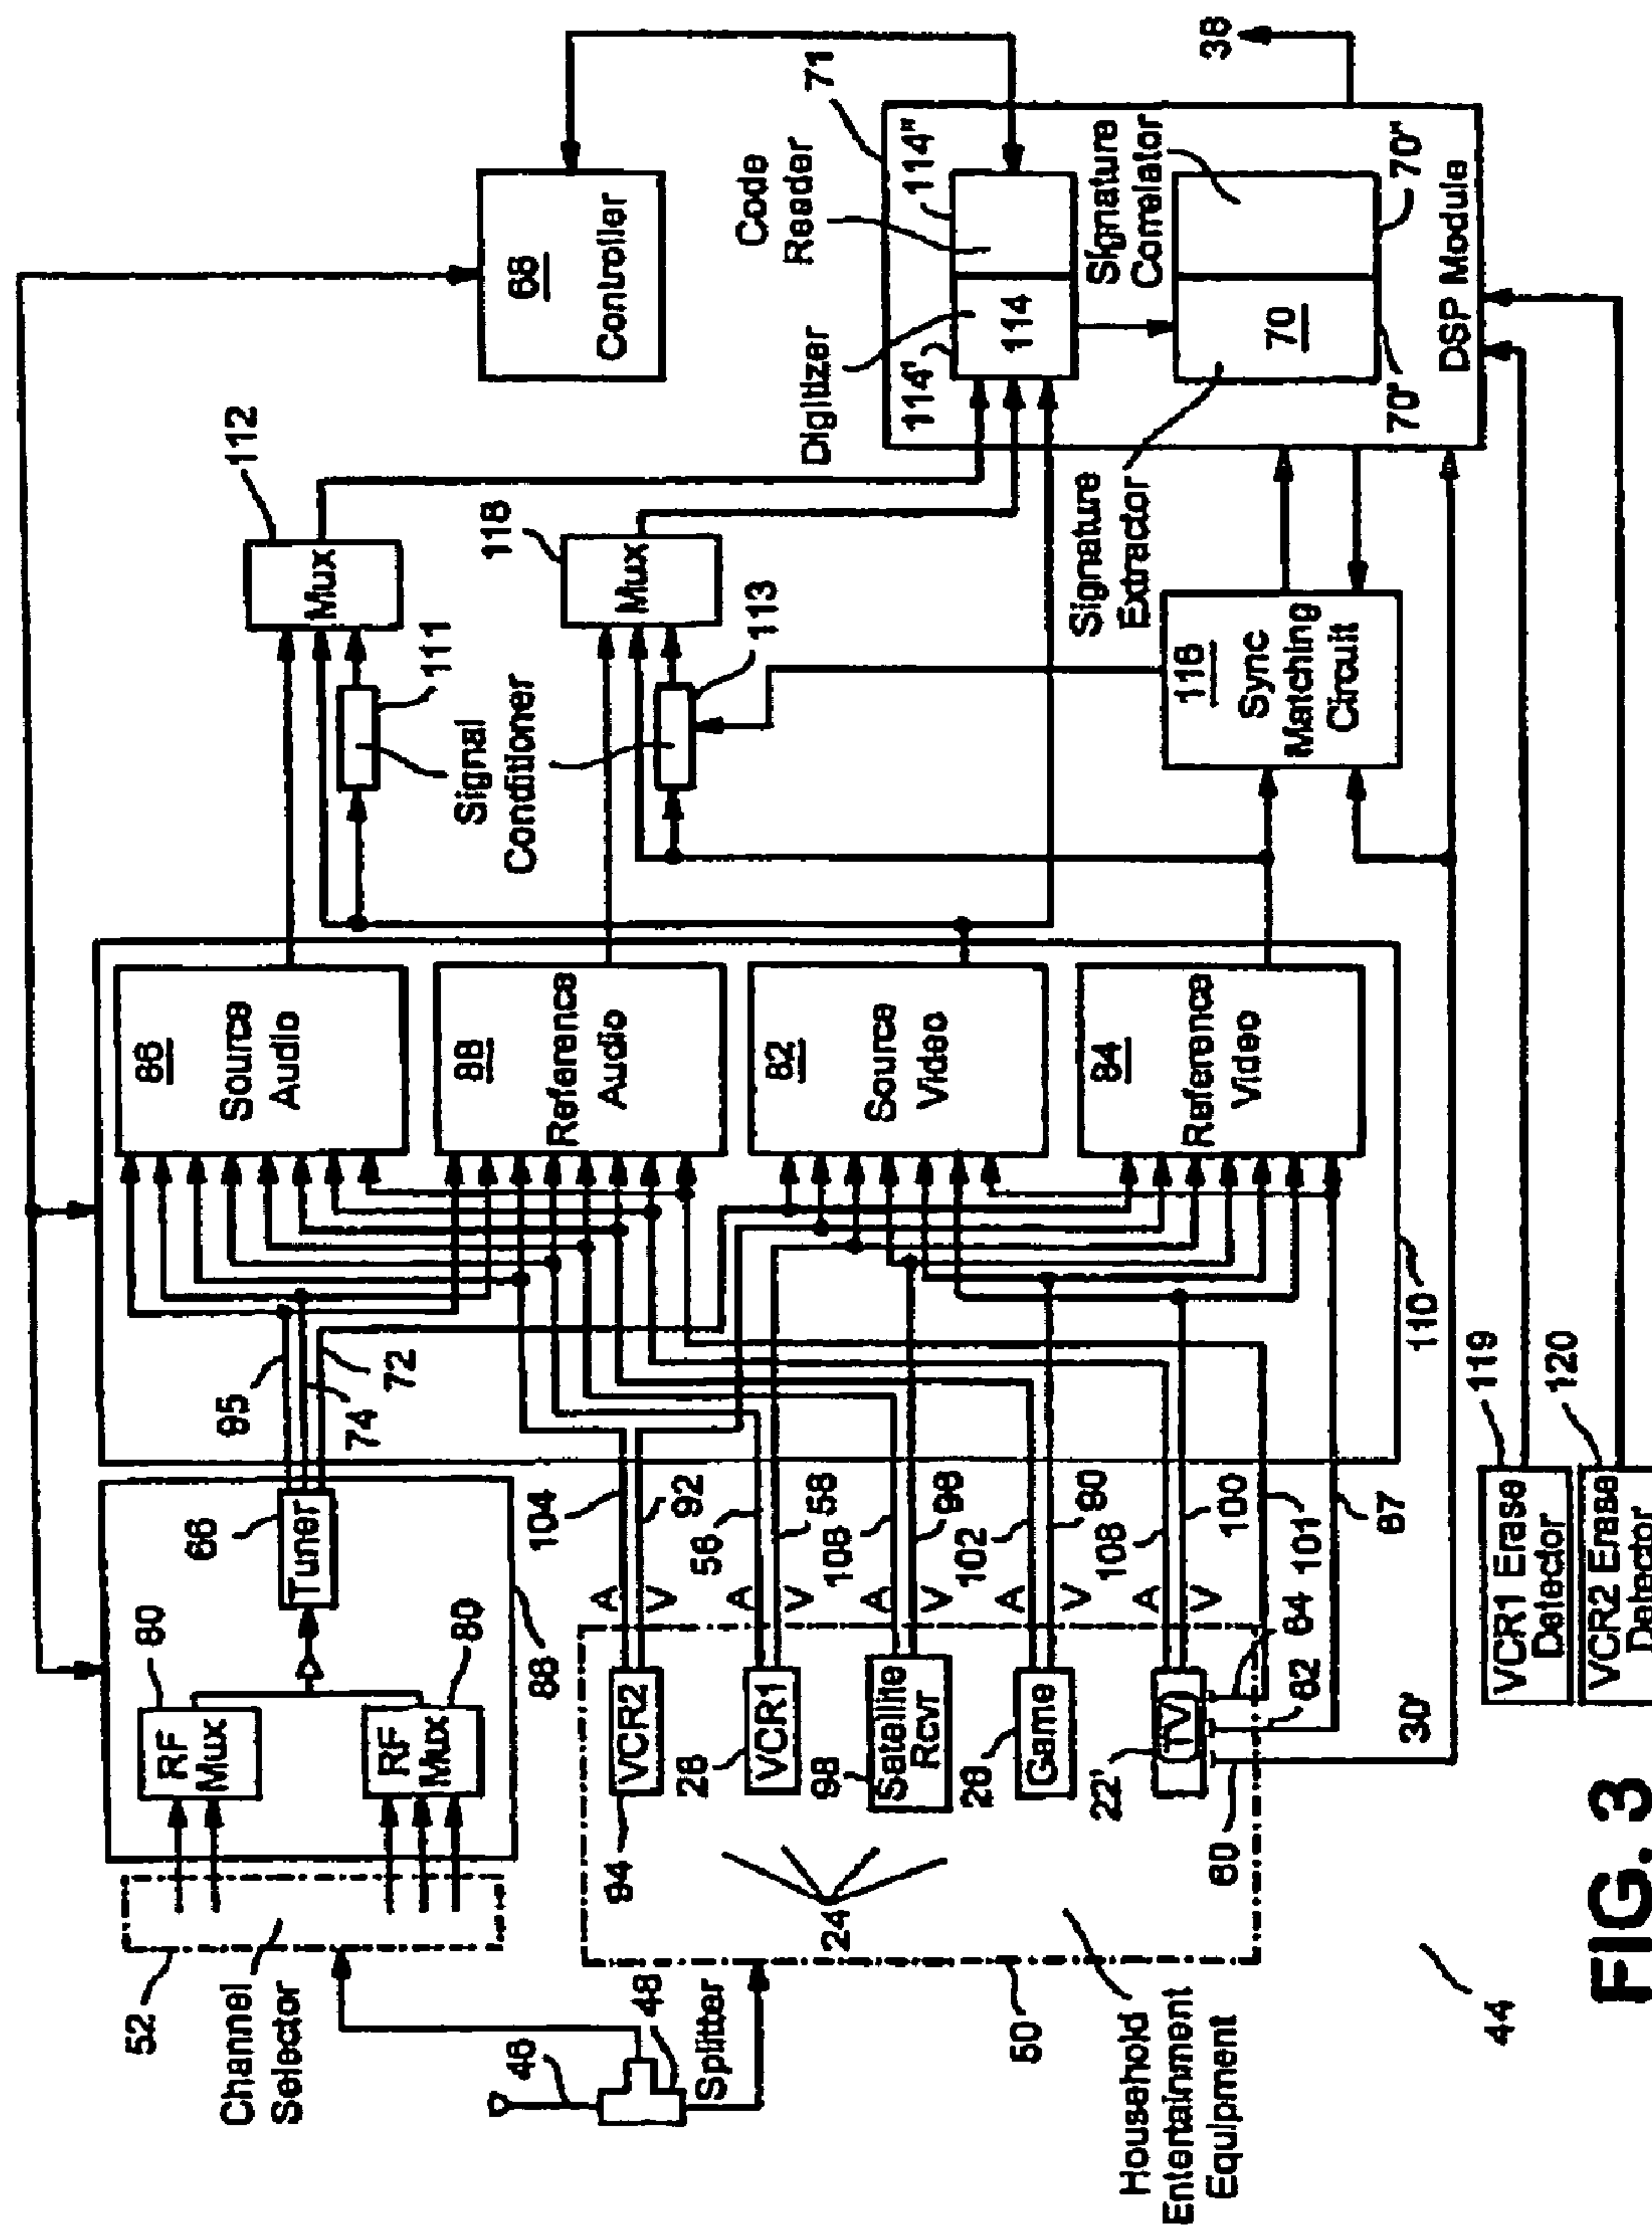 52
Channel
Selector
46
48
Splitter
50
Household
Entertainment
Equipment
44
FIG. 3
RF
Mux
80
RF
Mux
80
88
66
Tuner
95
74
72
94
VCR2
104
92
A
V
26
VCR1
56
58
A
V
98
Satellite
Rcvr
106
98
A
V
28
Game
102
90
A
V
22'
TV
108
100
A
V
24
60
62
64
101
87
30'
86
Source
Audio
88
Reference
Audio
82
Source
Video
84
Reference
Video
110
111
Signal
Conditioner
113
112
Mux
118
Mux
116
Sync
Matching
Circuit
68
Controller
Digitizer
114'
114
Code
Reader
114"
71
38
Signature
Extractor
Signature
Correlator
70
70'
70"
DSP Module
119
VCR1 Erase
Detector
120
VCR2 Erase
Detector